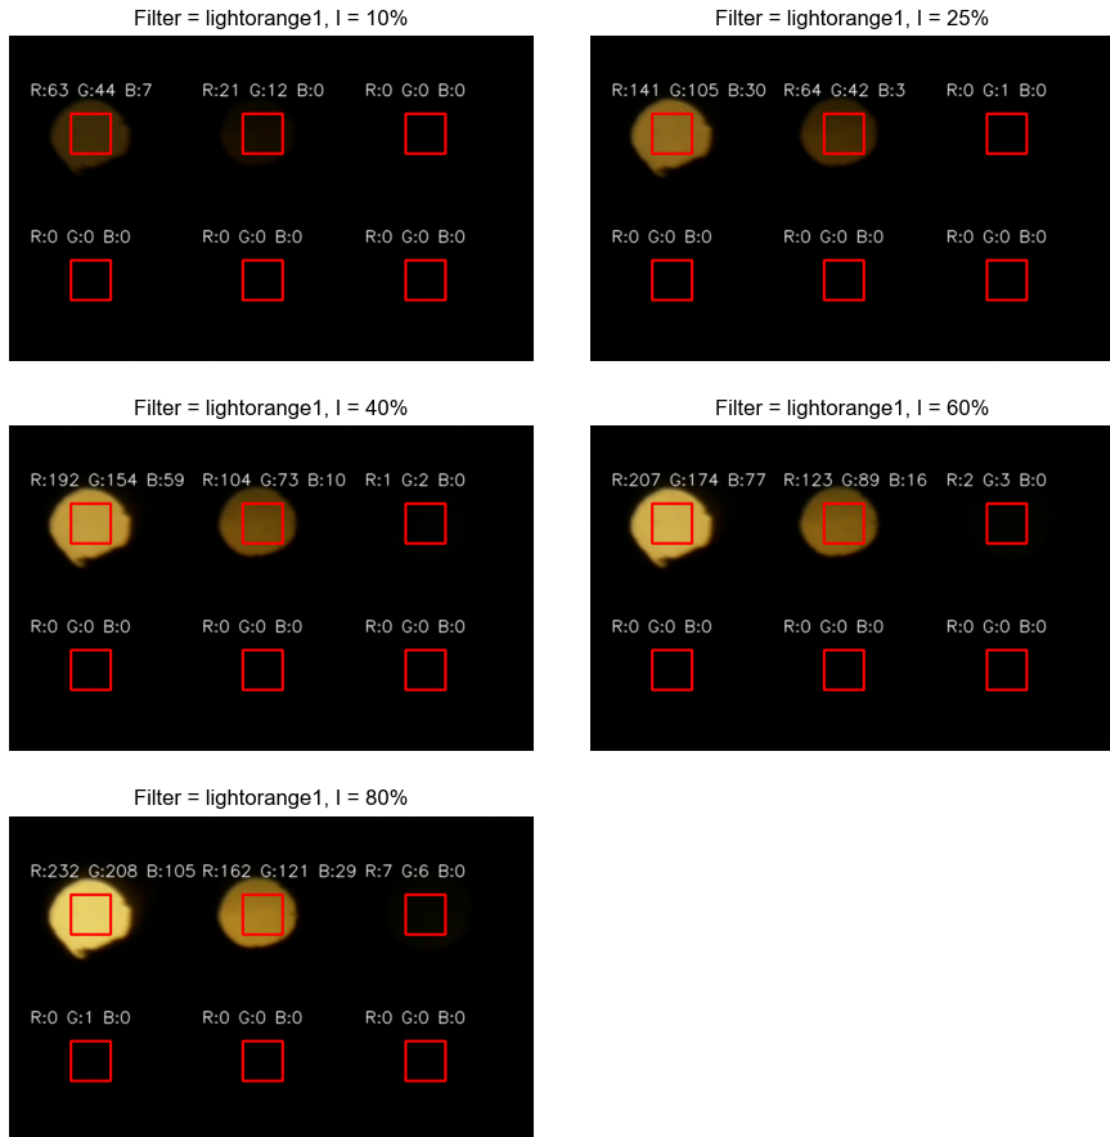 Filter = lightorange1, I = 10%
R:63 G:44 B:7 R:21 G:12 B:0 R:0 G:0 B:0
R:0 G:0 B:0 R:0 G:0 B:0 R:0 G:0 B:0
Filter = lightorange1, I = 25%
R:141 G:105 B:30 R:64 G:42 B:3 R:0 G:1 B:0
R:0 G:0 B:0 R:0 G:0 B:0 R:0 G:0 B:0
Filter = lightorange1, I = 40%
R:192 G:154 B:59 R:104 G:73 B:10 R:1 G:2 B:0
R:0 G:0 B:0 R:0 G:0 B:0 R:0 G:0 B:0
Filter = lightorange1, I = 60%
R:207 G:174 B:77 R:123 G:89 B:16 R:2 G:3 B:0
R:0 G:0 B:0 R:0 G:0 B:0 R:0 G:0 B:0
Filter = lightorange1, I = 80%
R:232 G:208 B:105 R:162 G:121 B:29 R:7 G:6 B:0
R:0 G:1 B:0 R:0 G:0 B:0 R:0 G:0 B:0